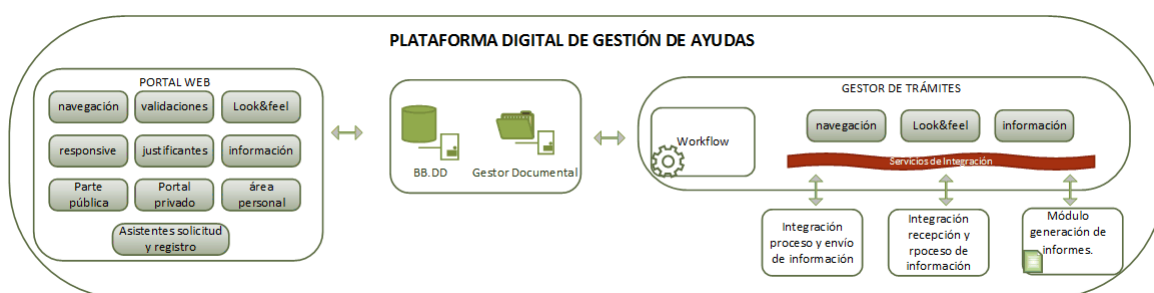 PLATAFORMA DIGITAL DE GESTIÓN DE AYUDAS
PORTAL WEB
navegación
validaciones
Look&feel
responsive
justificantes
información
Parte
pública
Portal
privado
área
personal
Asistentes solicitud
y registro
BB.DD
Gestor Documental
GESTOR DE TRÁMITES
Workflow
navegación
Look&feel
información
Servicios de Integración
Integración
proceso y envío
de información
Integración
recepción y
rpoceso de
información
Módulo
generación de
informes.